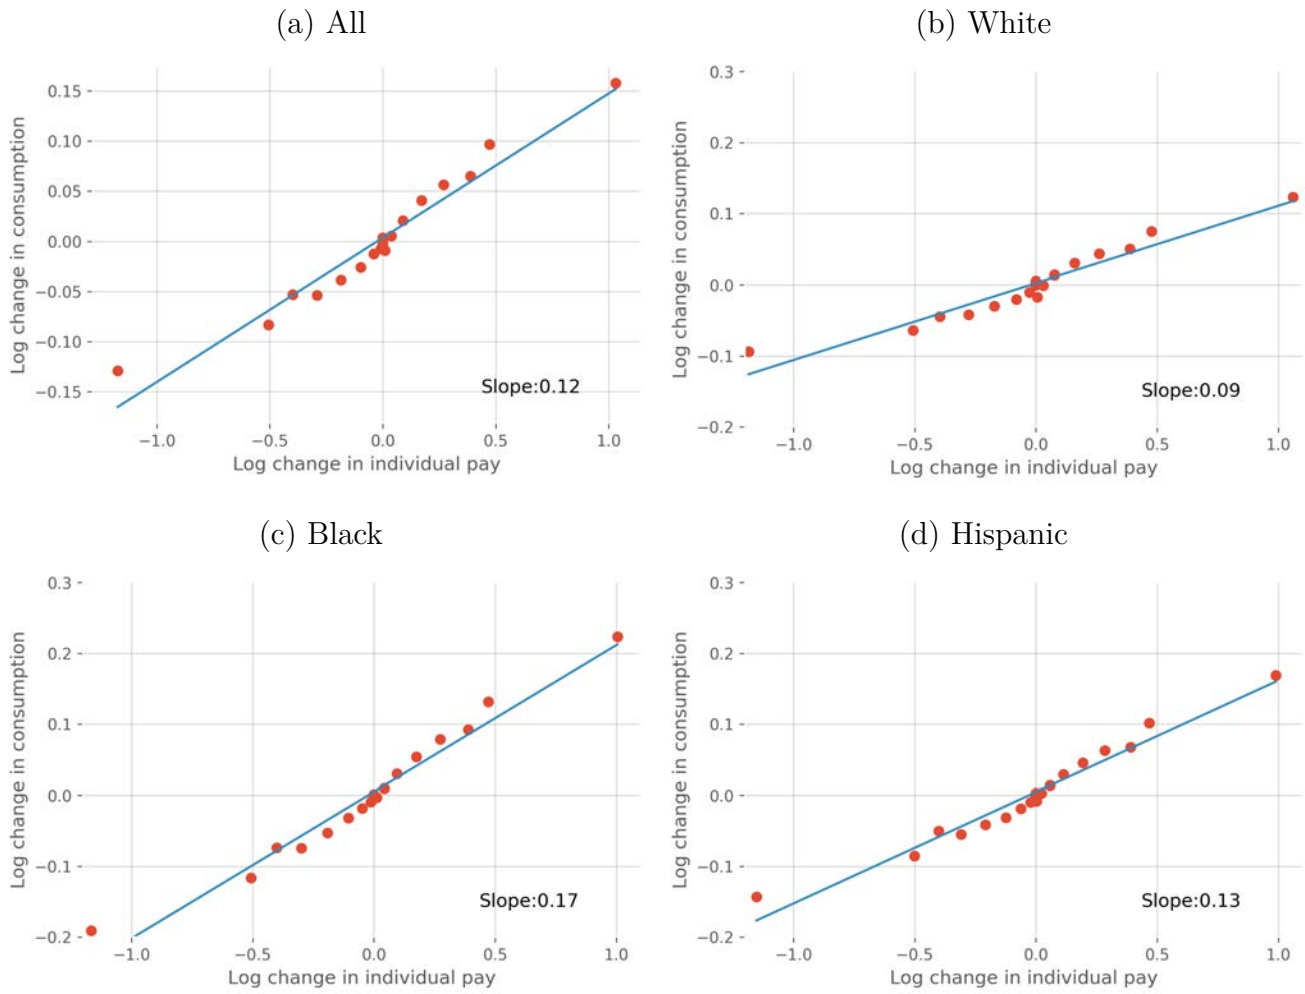 (a) All
Log change in consumption
0.15
0.10
0.05
0.00
−0.05
−0.10
−0.15
−1.0 −0.5 0.0 0.5 1.0
Log change in individual pay
Slope:0.12
(b) White
Log change in consumption
0.3
0.2
0.1
0.0
−0.1
−0.2
−1.0 −0.5 0.0 0.5 1.0
Log change in individual pay
Slope:0.09
(c) Black
Log change in consumption
0.3
0.2
0.1
0.0
−0.1
−0.2
−1.0 −0.5 0.0 0.5 1.0
Log change in individual pay
Slope:0.17
(d) Hispanic
Log change in consumption
0.3
0.2
0.1
0.0
−0.1
−0.2
−1.0 −0.5 0.0 0.5 1.0
Log change in individual pay
Slope:0.13